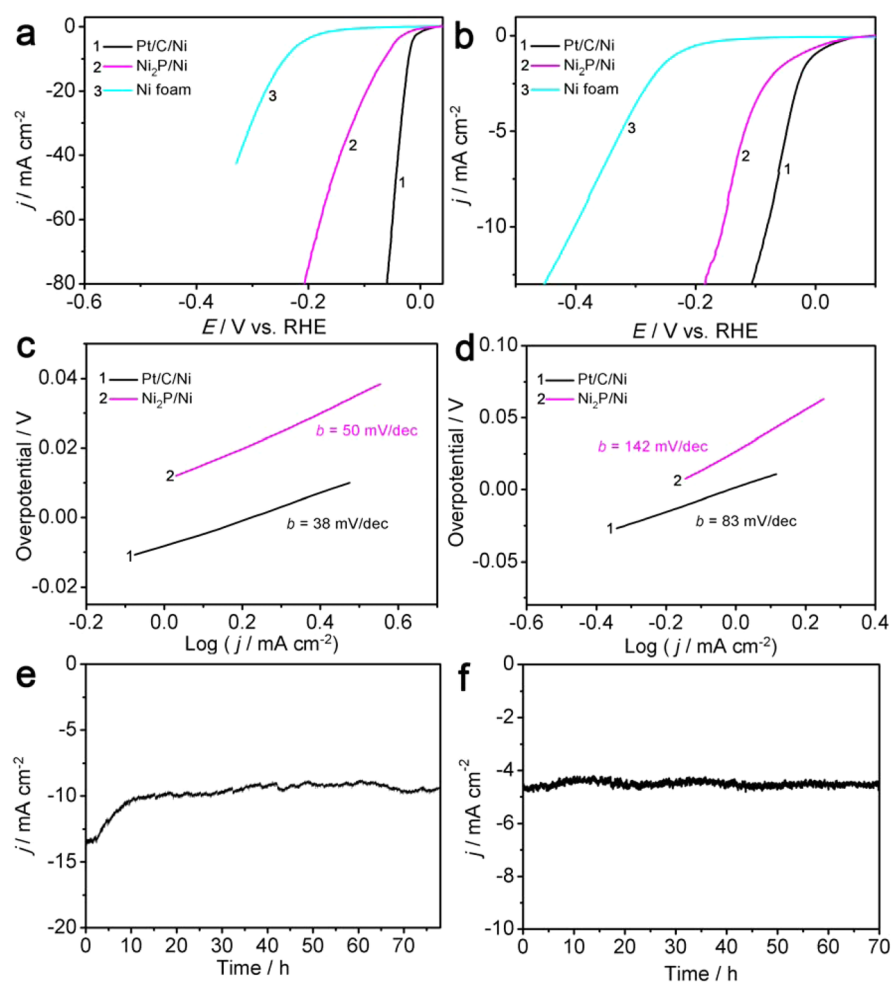 a
1 Pt/C/Ni
2 Ni₂P/Ni
3 Ni foam
0
-20
-40
-60
-80
j / mA cm⁻²
3
2
1
-0.6 -0.4 -0.2 0.0
E / V vs. RHE
b
1 Pt/C/Ni
2 Ni₂P/Ni
3 Ni foam
0
-5
-10
j / mA cm⁻²
3
2
1
-0.4 -0.2 0.0
E / V vs. RHE
c
1 Pt/C/Ni
2 Ni₂P/Ni
0.04
0.02
0.00
-0.02
Overpotential / V
b = 50 mV/dec
2
b = 38 mV/dec
1
-0.2 0.0 0.2 0.4 0.6
Log ( j / mA cm⁻²)
d
1 Pt/C/Ni
2 Ni₂P/Ni
0.10
0.05
0.00
-0.05
Overpotential / V
b = 142 mV/dec
2
b = 83 mV/dec
1
-0.6 -0.4 -0.2 0.0 0.2 0.4
Log ( j / mA cm⁻²)
e
0
-5
-10
-15
-20
j / mA cm⁻²
0 10 20 30 40 50 60 70
Time / h
f
0
-2
-4
-6
-8
-10
j / mA cm⁻²
0 10 20 30 40 50 60 70
Time / h